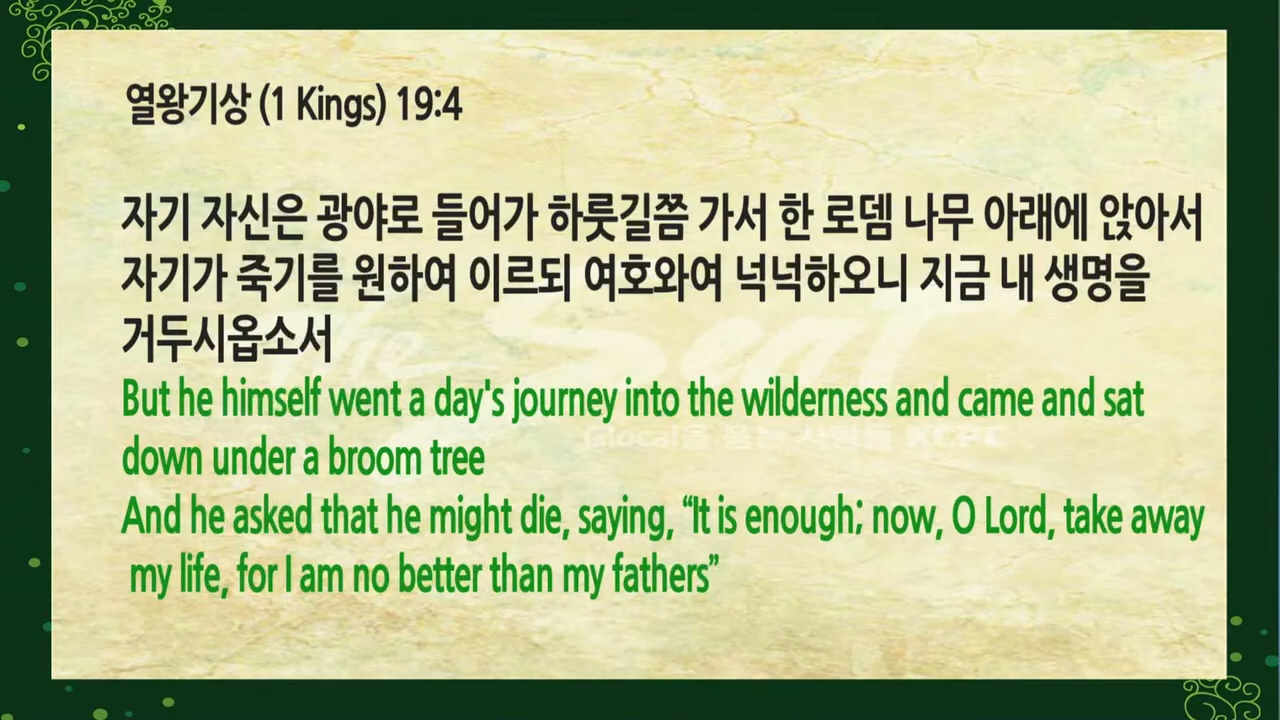 열왕기상 (1 Kings) 19:4
자기 자신은 광야로 들어가 하룻길쯤 가서 한 로뎀 나무 아래에 앉아서
자기가 죽기를 원하여 이르되 여호와여 넉넉하오니 지금 내 생명을
거두시옵소서
But he himself went a day's journey into the wilderness and came and sat
down under a broom tree
And he asked that he might die, saying, “It is enough; now, O Lord, take away
my life, for I am no better than my fathers”